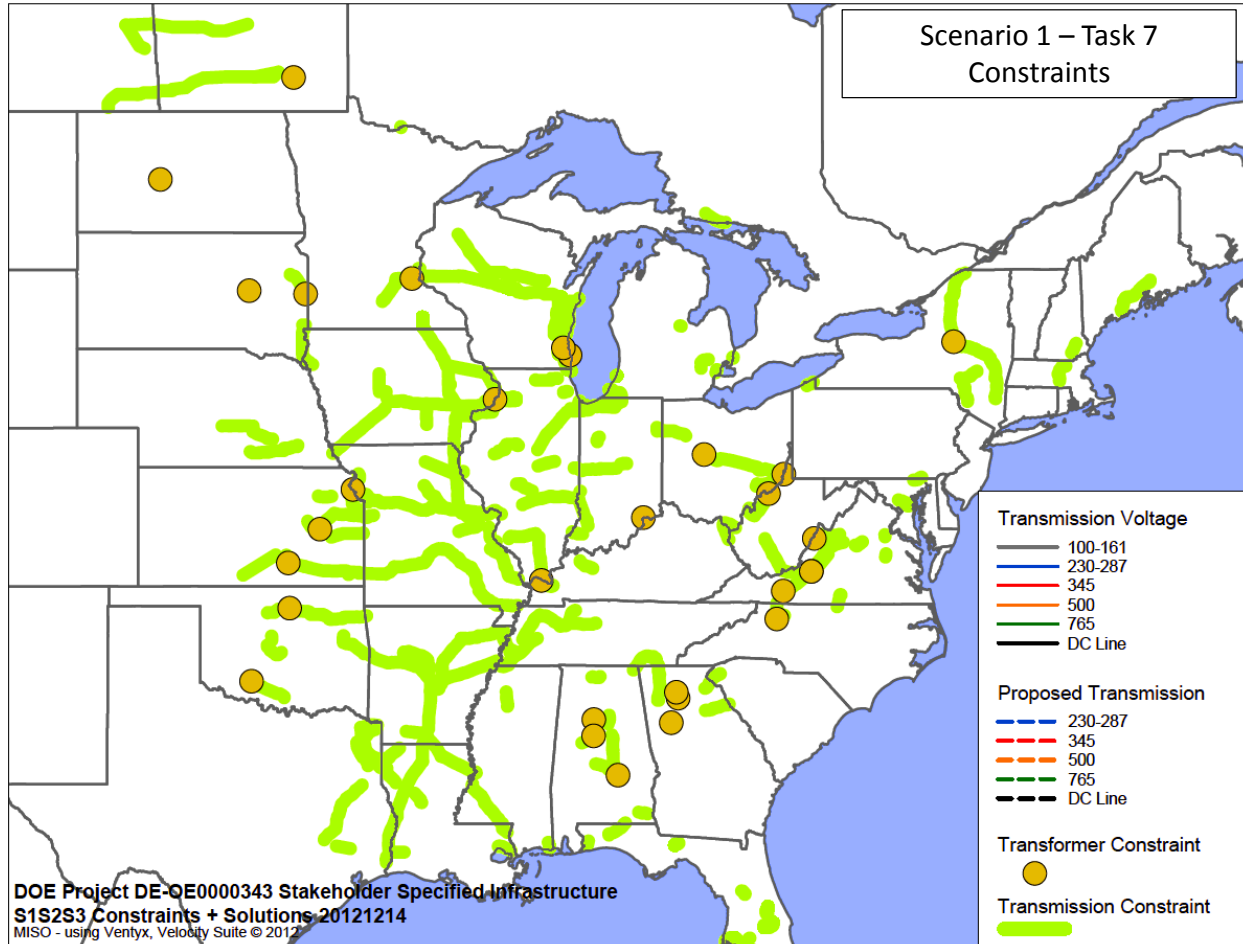 Scenario 1 – Task 7
Constraints
Transmission Voltage
100-161
230-287
345
500
765
DC Line
Proposed Transmission
230-287
345
500
765
DC Line
Transformer Constraint
Transmission Constraint
DOE Project DE-OE0000343 Stakeholder Specified Infrastructure
S1S2S3 Constraints + Solutions 20121214
MISO - using Ventyx, Velocity Suite © 2012